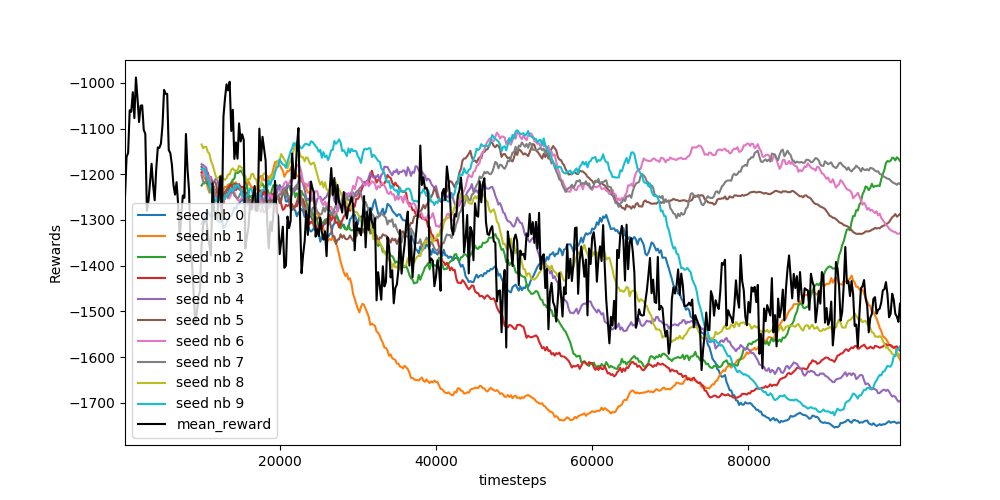 −1000
−1100
−1200
−1300
−1400
−1500
−1600
−1700
Rewards
seed nb 0
seed nb 1
seed nb 2
seed nb 3
seed nb 4
seed nb 5
seed nb 6
seed nb 7
seed nb 8
seed nb 9
mean_reward
20000 40000 60000 80000
timesteps